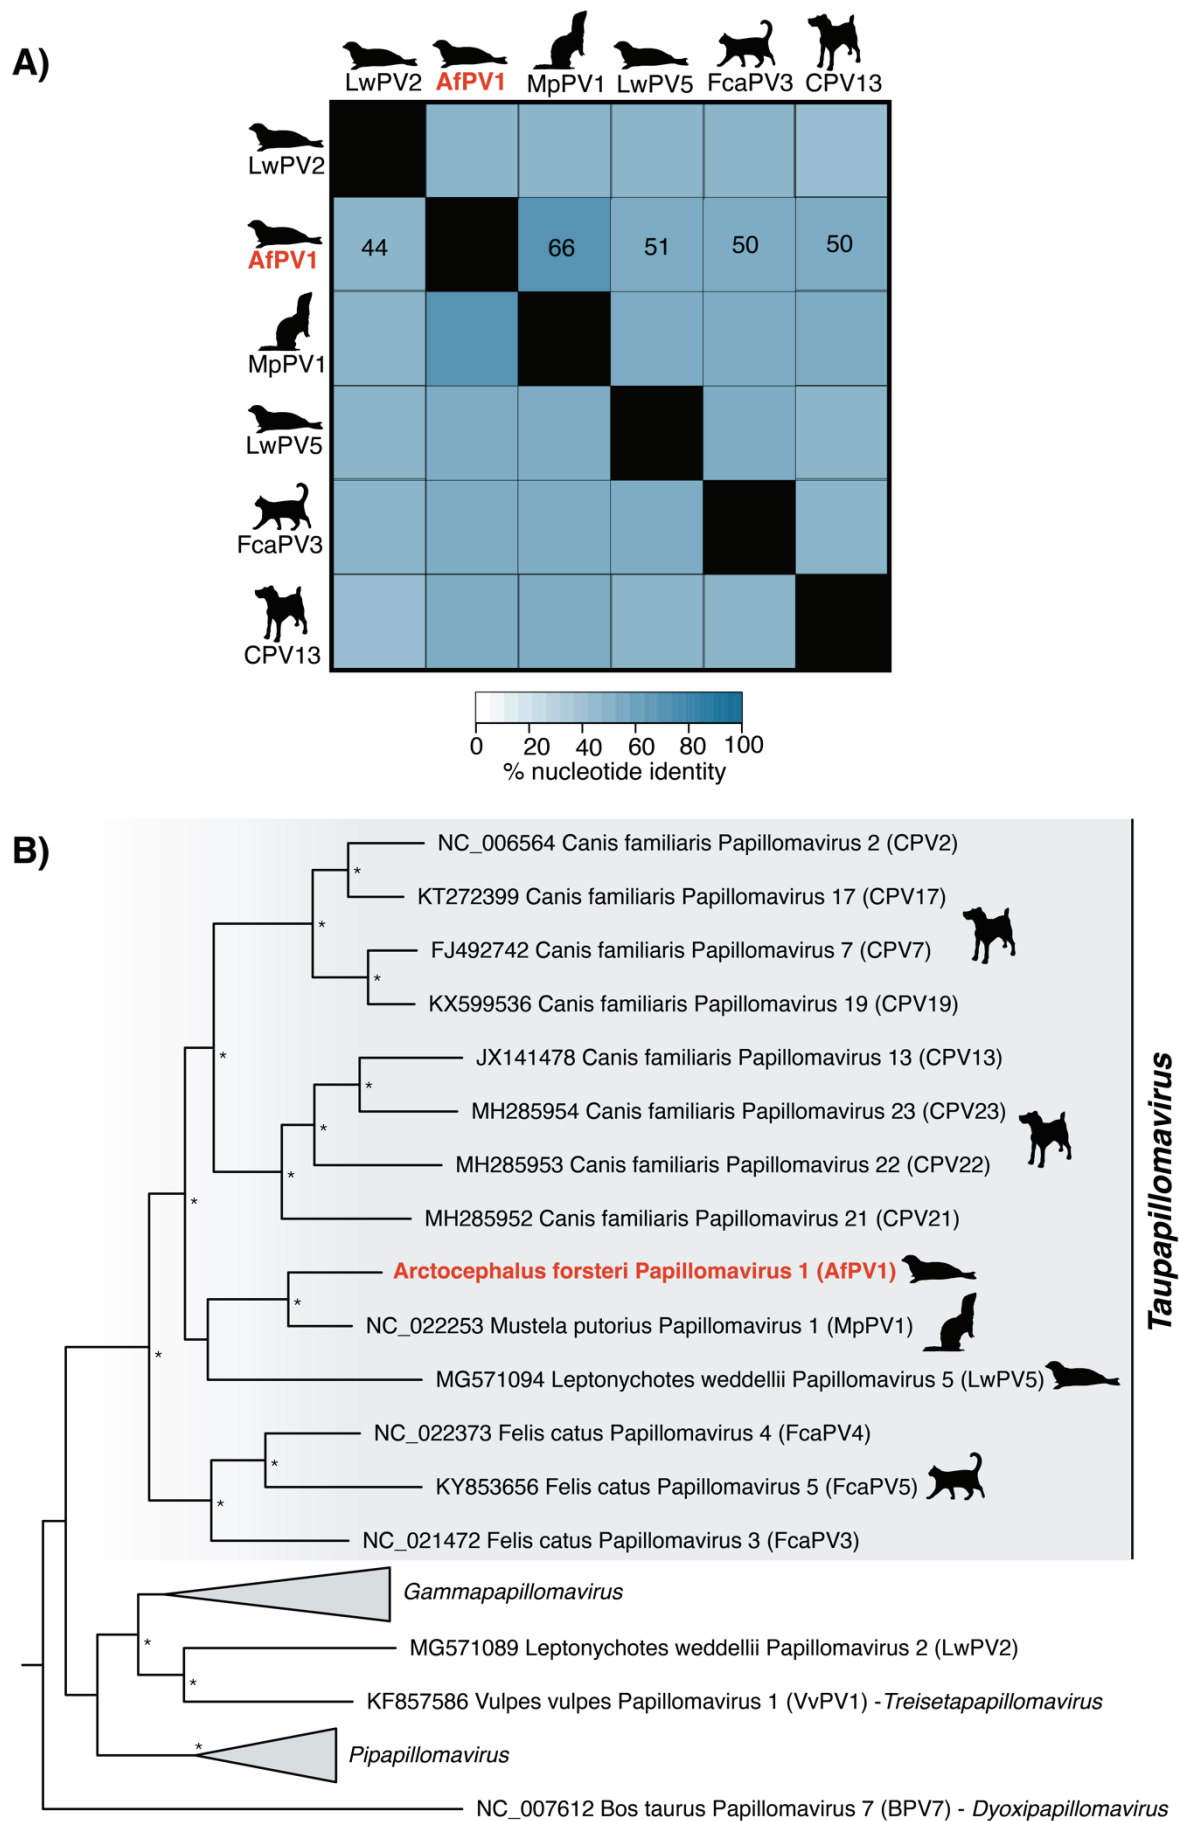 A)
LwPV2 AfPV1 MpPV1 LwPV5 FcaPV3 CPV13
LwPV2
AfPV1 44 66 51 50 50
MpPV1
LwPV5
FcaPV3
CPV13
0 20 40 60 80 100
% nucleotide identity
B)
NC_006564 Canis familiaris Papillomavirus 2 (CPV2)
*
KT272399 Canis familiaris Papillomavirus 17 (CPV17)
*
FJ492742 Canis familiaris Papillomavirus 7 (CPV7)
*
KX599536 Canis familiaris Papillomavirus 19 (CPV19)
*
JX141478 Canis familiaris Papillomavirus 13 (CPV13)
*
MH285954 Canis familiaris Papillomavirus 23 (CPV23)
*
MH285953 Canis familiaris Papillomavirus 22 (CPV22)
*
*
MH285952 Canis familiaris Papillomavirus 21 (CPV21)
Arctocephalus forsteri Papillomavirus 1 (AfPV1)
*
NC_022253 Mustela putorius Papillomavirus 1 (MpPV1)
*
MG571094 Leptonychotes weddellii Papillomavirus 5 (LwPV5)
NC_022373 Felis catus Papillomavirus 4 (FcaPV4)
*
KY853656 Felis catus Papillomavirus 5 (FcaPV5)
*
NC_021472 Felis catus Papillomavirus 3 (FcaPV3)
Taupapillomavirus
Gammapapillomavirus
*
MG571089 Leptonychotes weddellii Papillomavirus 2 (LwPV2)
*
KF857586 Vulpes vulpes Papillomavirus 1 (VvPV1) -Treisetapapillomavirus
*
Pipapillomavirus
NC_007612 Bos taurus Papillomavirus 7 (BPV7) - Dyoxipapillomavirus